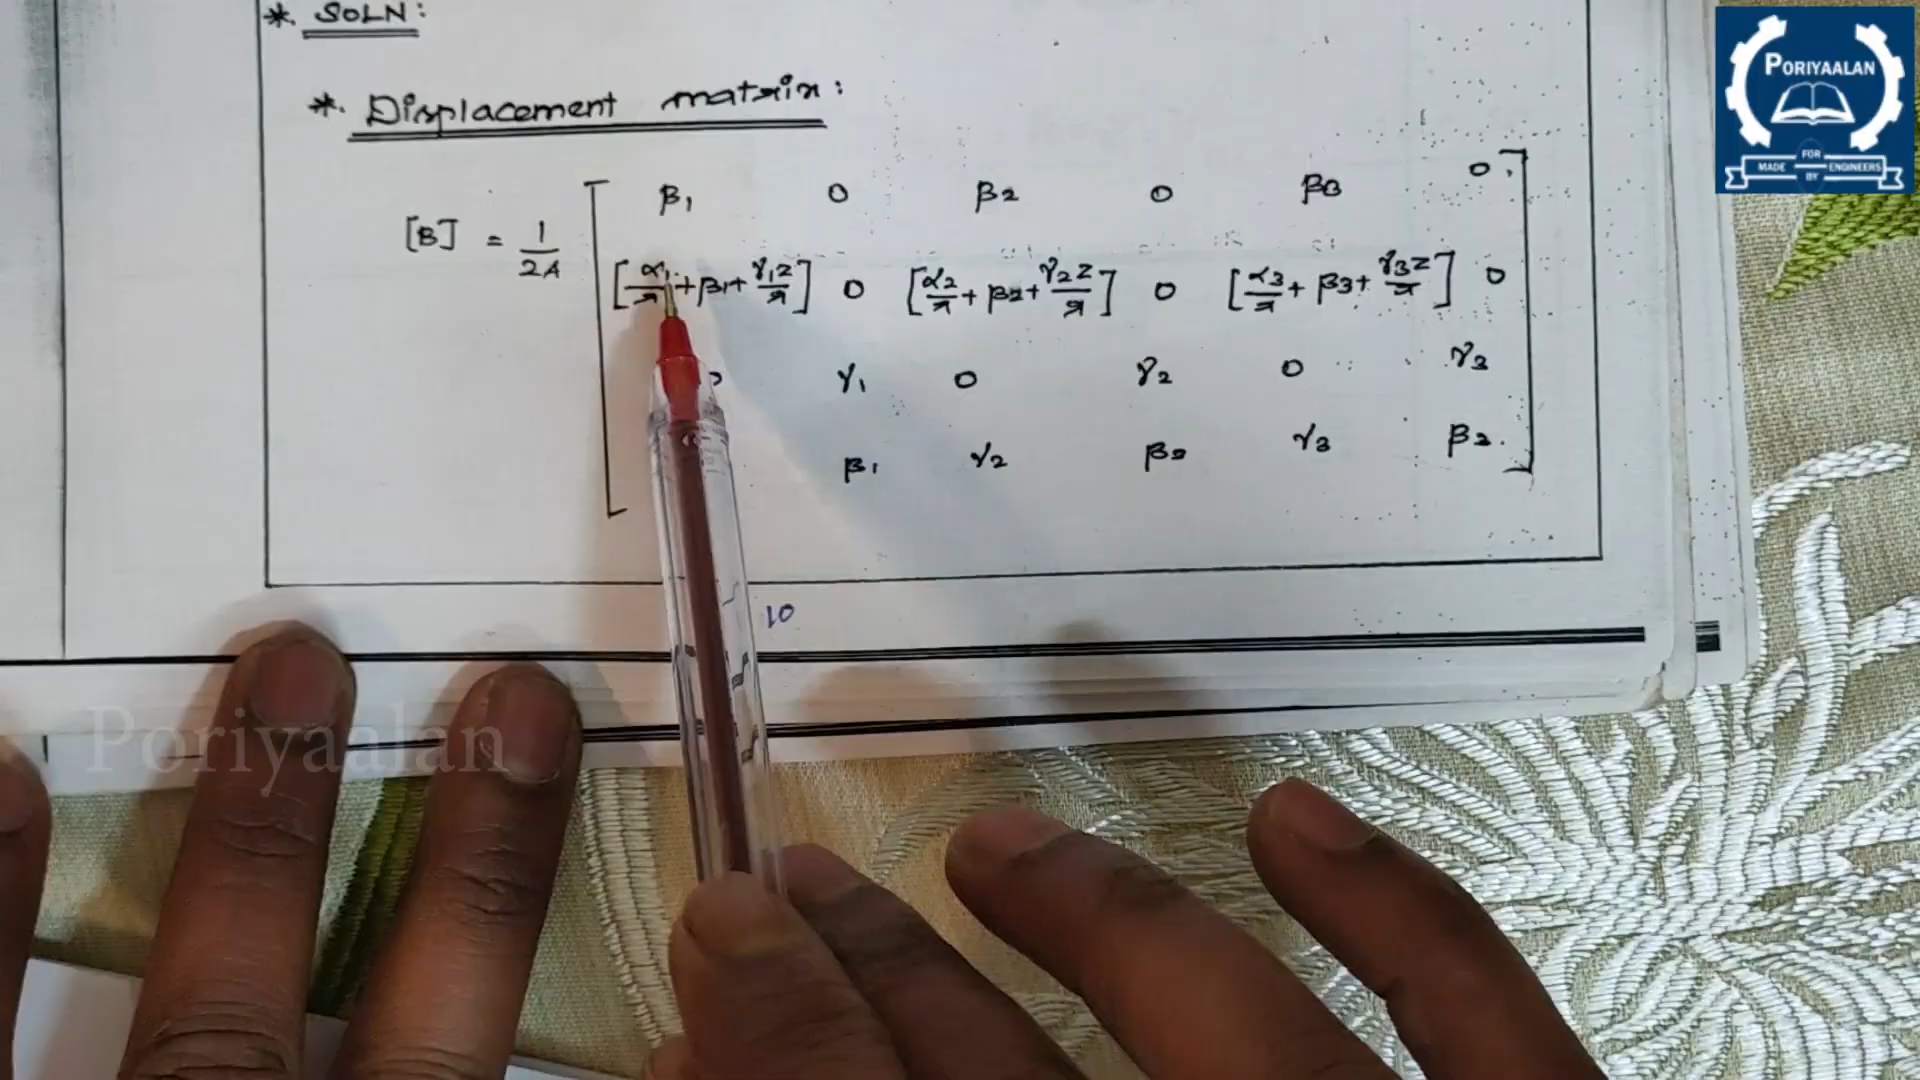 *. SOLN:
*. Displacement matrix:
[B] = 1/2A
β1 0 β2 0 β3 0
[α1/r + β1 + γ1z/r] 0 [α2/r + β2 + γ2z/r] 0 [α3/r + β3 + γ3z/r] 0
γ1 0 γ2 0 γ3
β1 γ2 β2 γ3 β3
10
Poriyaalan
PORIYAALAN
MADE FOR ENGINEERS
BY